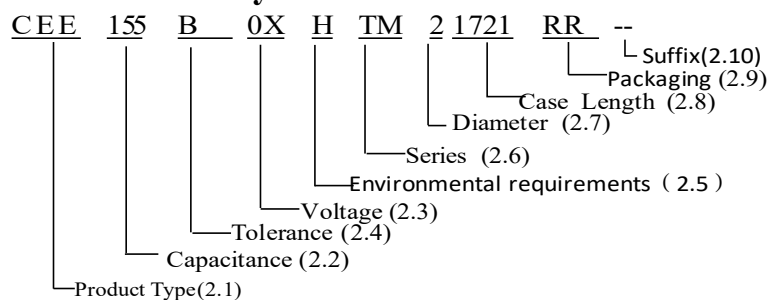 CEE 155 B 0X H TM 2 1721 RR --
Suffix(2.10)
Packaging (2.9)
Case Length (2.8)
Diameter (2.7)
Series (2.6)
Environmental requirements（2.5）
Voltage (2.3)
Tolerance (2.4)
Capacitance (2.2)
Product Type(2.1)